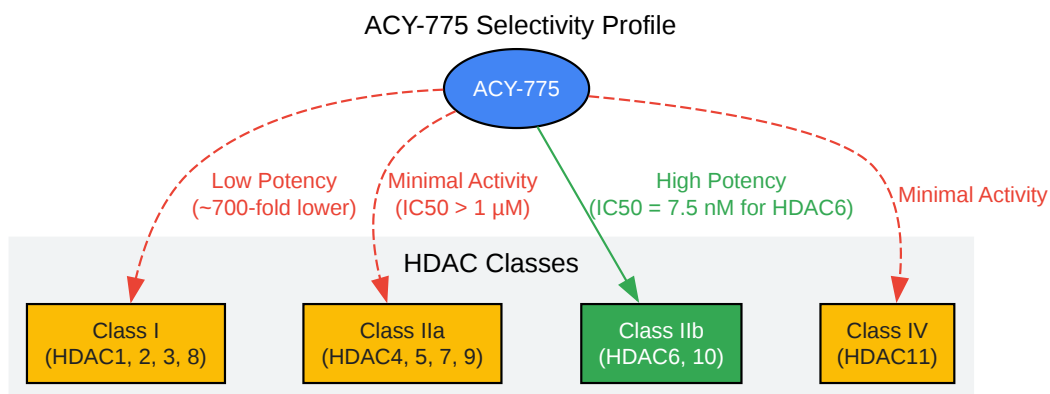 ACY-775 Selectivity Profile
ACY-775
Low Potency
(~700-fold lower)
Minimal Activity
(IC50 > 1 µM)
High Potency
(IC50 = 7.5 nM for HDAC6)
Minimal Activity
HDAC Classes
Class I
(HDAC1, 2, 3, 8)
Class IIa
(HDAC4, 5, 7, 9)
Class IIb
(HDAC6, 10)
Class IV
(HDAC11)